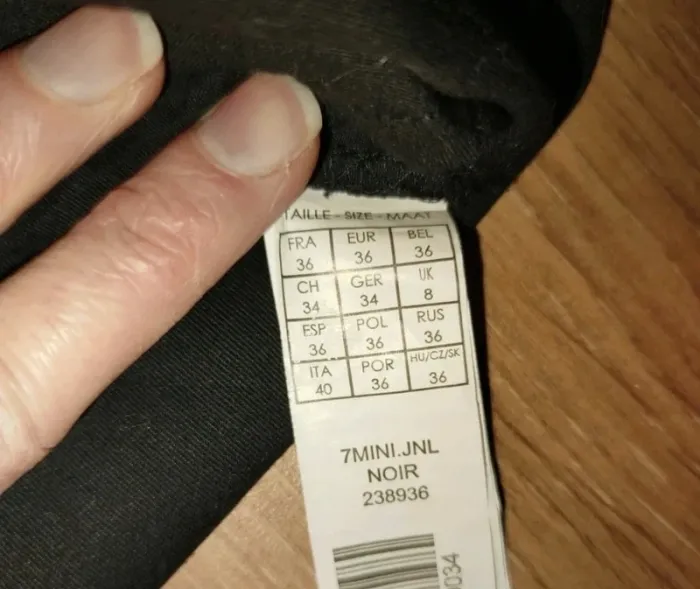 TAILLE - SIZE - MAAT
FRA EUR BEL
36 36 36
CH GER UK
34 34 8
ESP POL RUS
36 36 36
ITA POR HU/CZ/SK
40 36 36
7MINI.JNL
NOIR
238936
0034